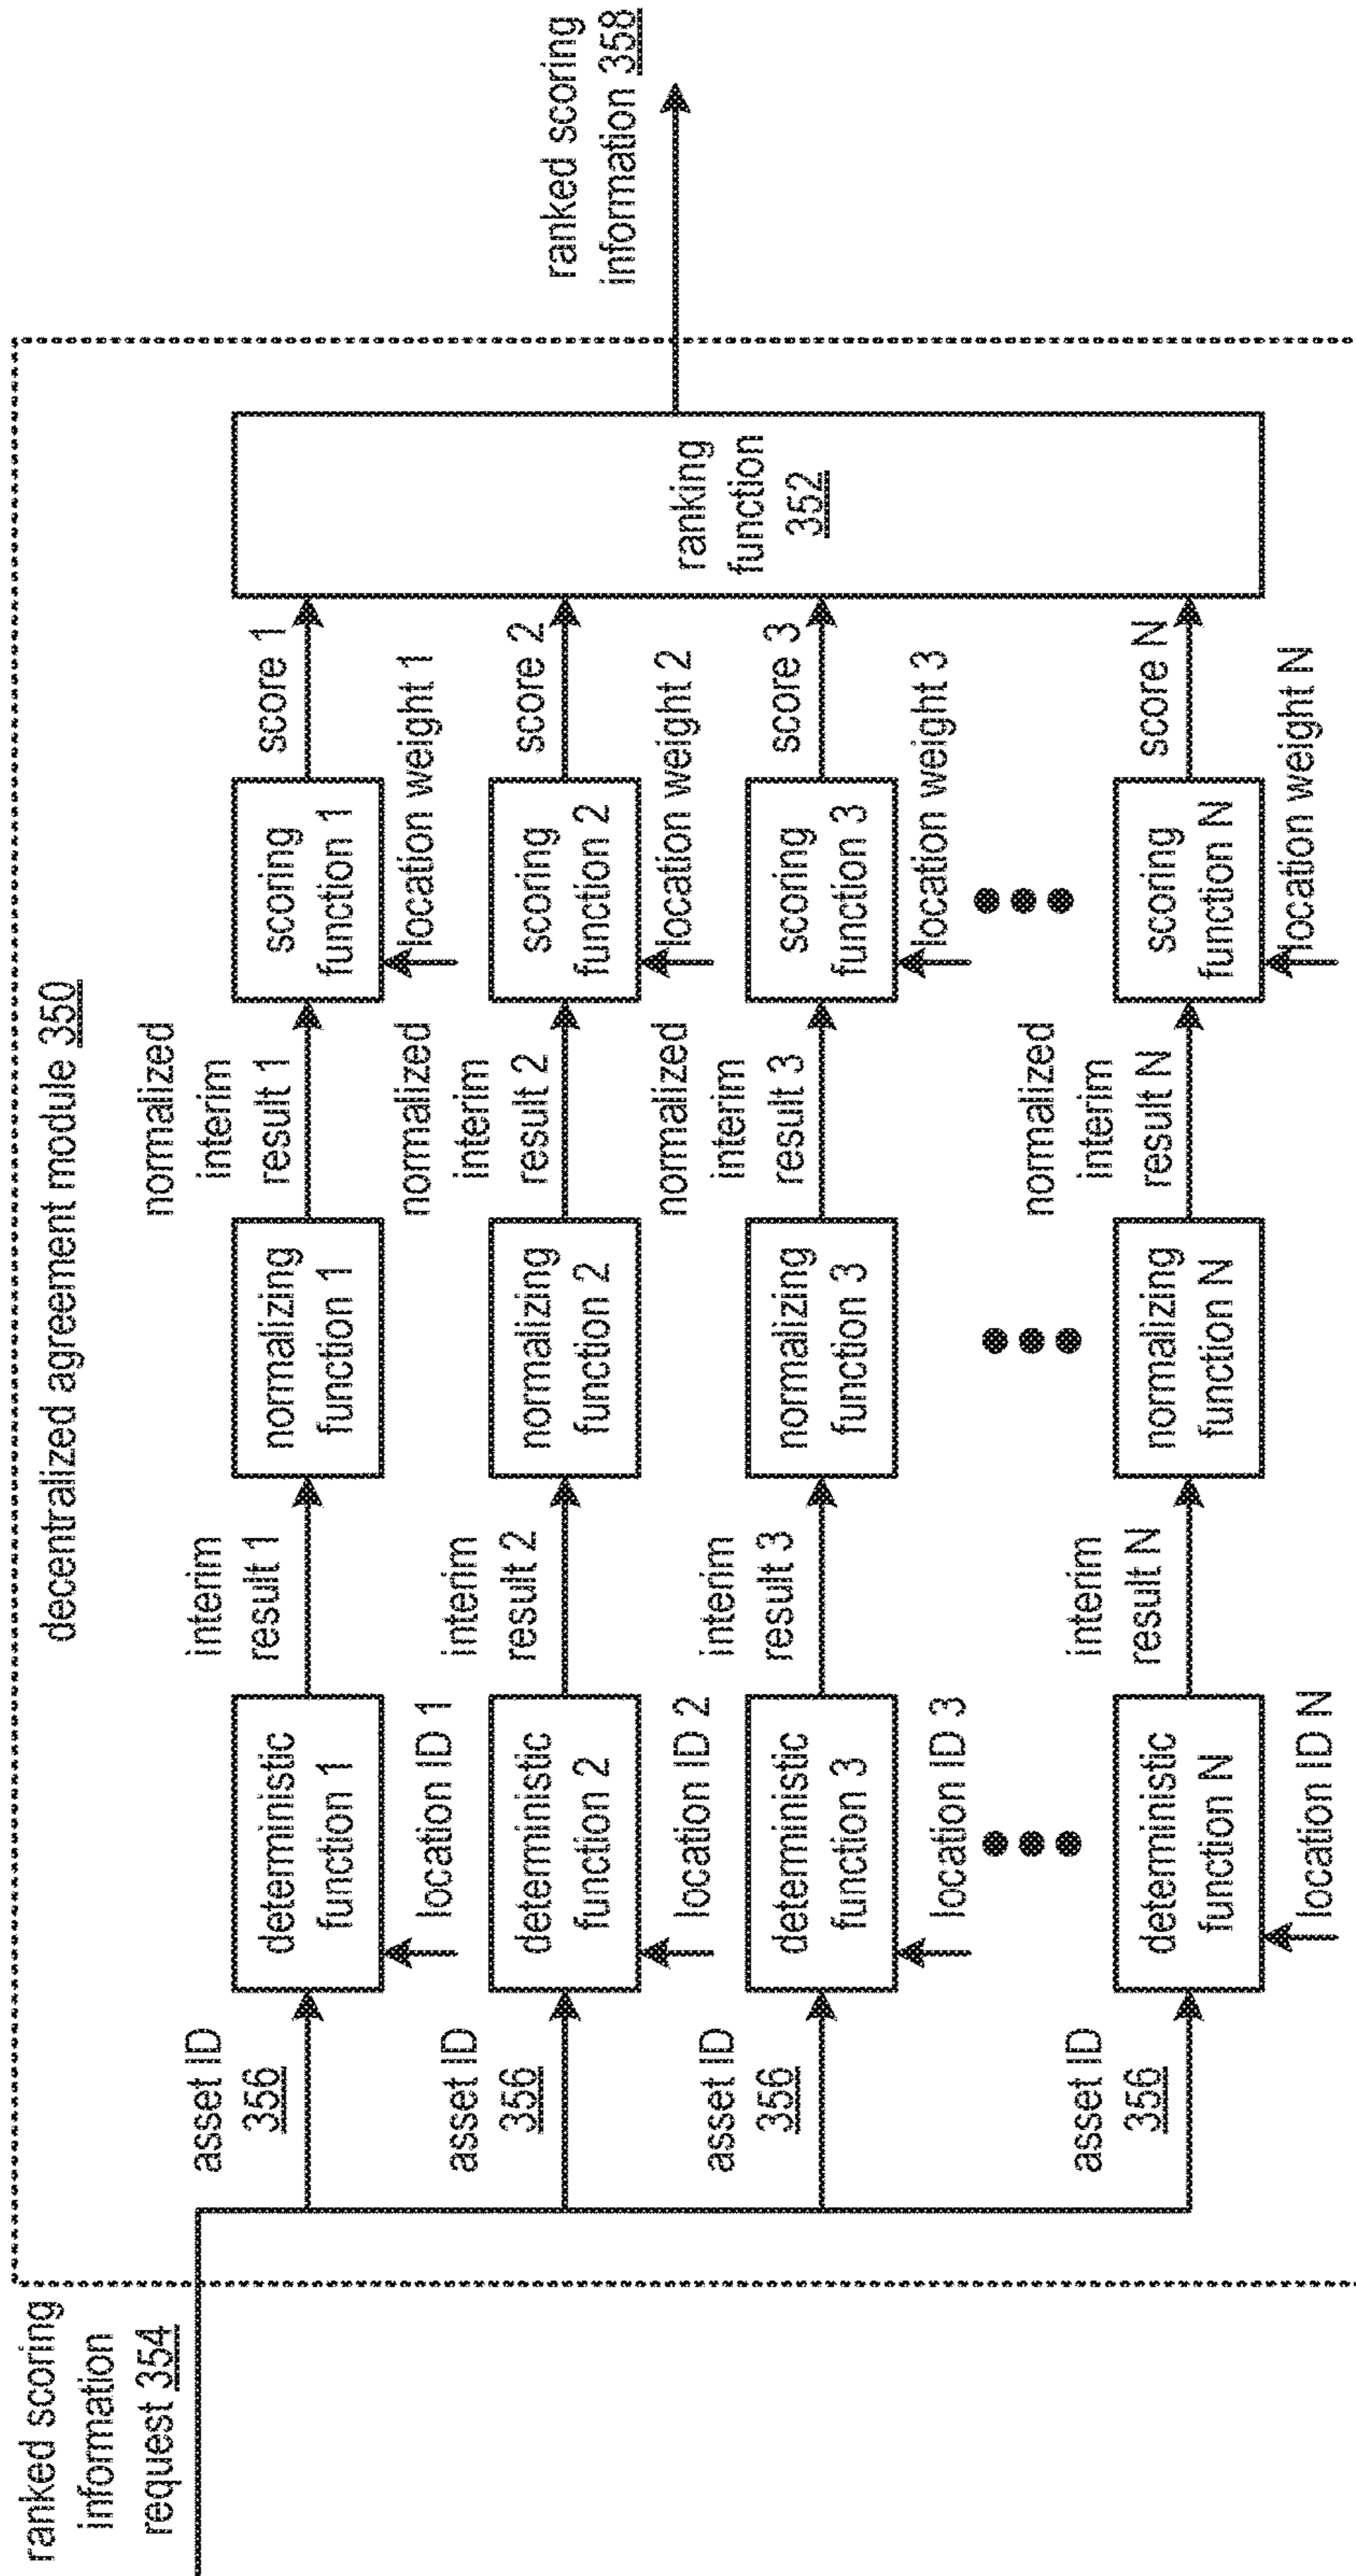 ranked scoring
information
request 354
decentralized agreement module 350
asset ID
356
deterministic
function 1
location ID 1
interim
result 1
normalizing
function 1
normalized
interim
result 1
scoring
function 1
location weight 1
score 1
asset ID
356
deterministic
function 2
location ID 2
interim
result 2
normalizing
function 2
normalized
interim
result 2
scoring
function 2
location weight 2
score 2
asset ID
356
deterministic
function 3
location ID 3
interim
result 3
normalizing
function 3
normalized
interim
result 3
scoring
function 3
location weight 3
score 3
asset ID
356
deterministic
function N
location ID N
interim
result N
normalizing
function N
normalized
interim
result N
scoring
function N
location weight N
score N
ranking
function
352
ranked scoring
information 358